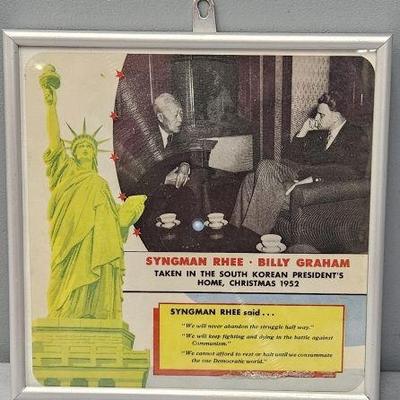 SYNGMAN RHEE · BILLY GRAHAM
TAKEN IN THE SOUTH KOREAN PRESIDENT'S
HOME, CHRISTMAS 1952
SYNGMAN RHEE said . . .
"We will never abandon the struggle half way."
"We will keep fighting and dying in the battle against
Communism."
"We cannot afford to rest or halt until we consummate
the one Democratic world."